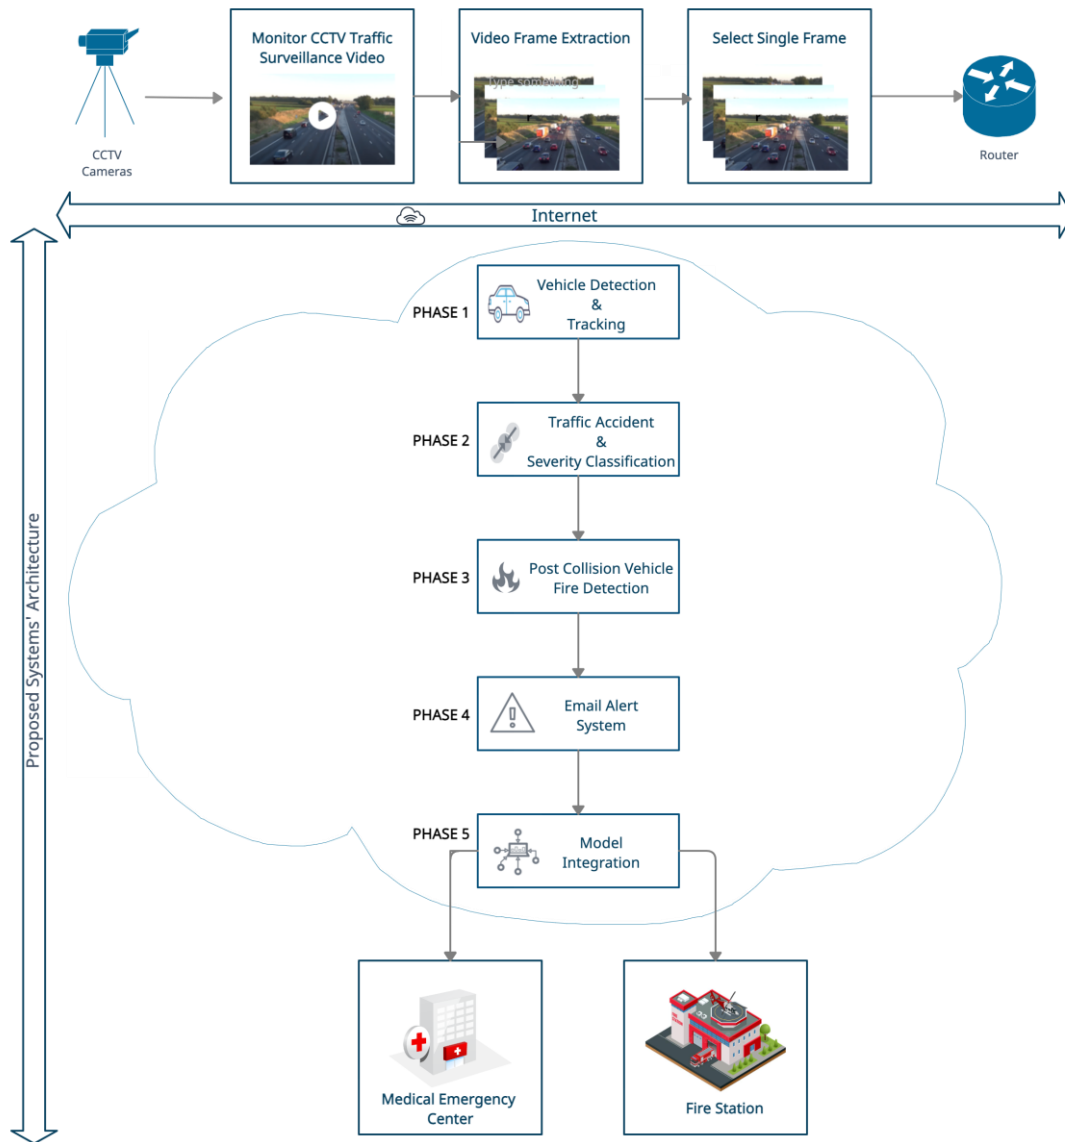 Monitor CCTV Traffic
Surveillance Video
Video Frame Extraction
Type something
r
Select Single Frame
r
CCTV
Cameras
Router
Internet
Proposed Systems' Architecture
PHASE 1
Vehicle Detection
&
Tracking
PHASE 2
Traffic Accident
&
Severity Classification
PHASE 3
Post Collision Vehicle
Fire Detection
PHASE 4
Email Alert
System
PHASE 5
Model
Integration
Medical Emergency
Center
Fire Station